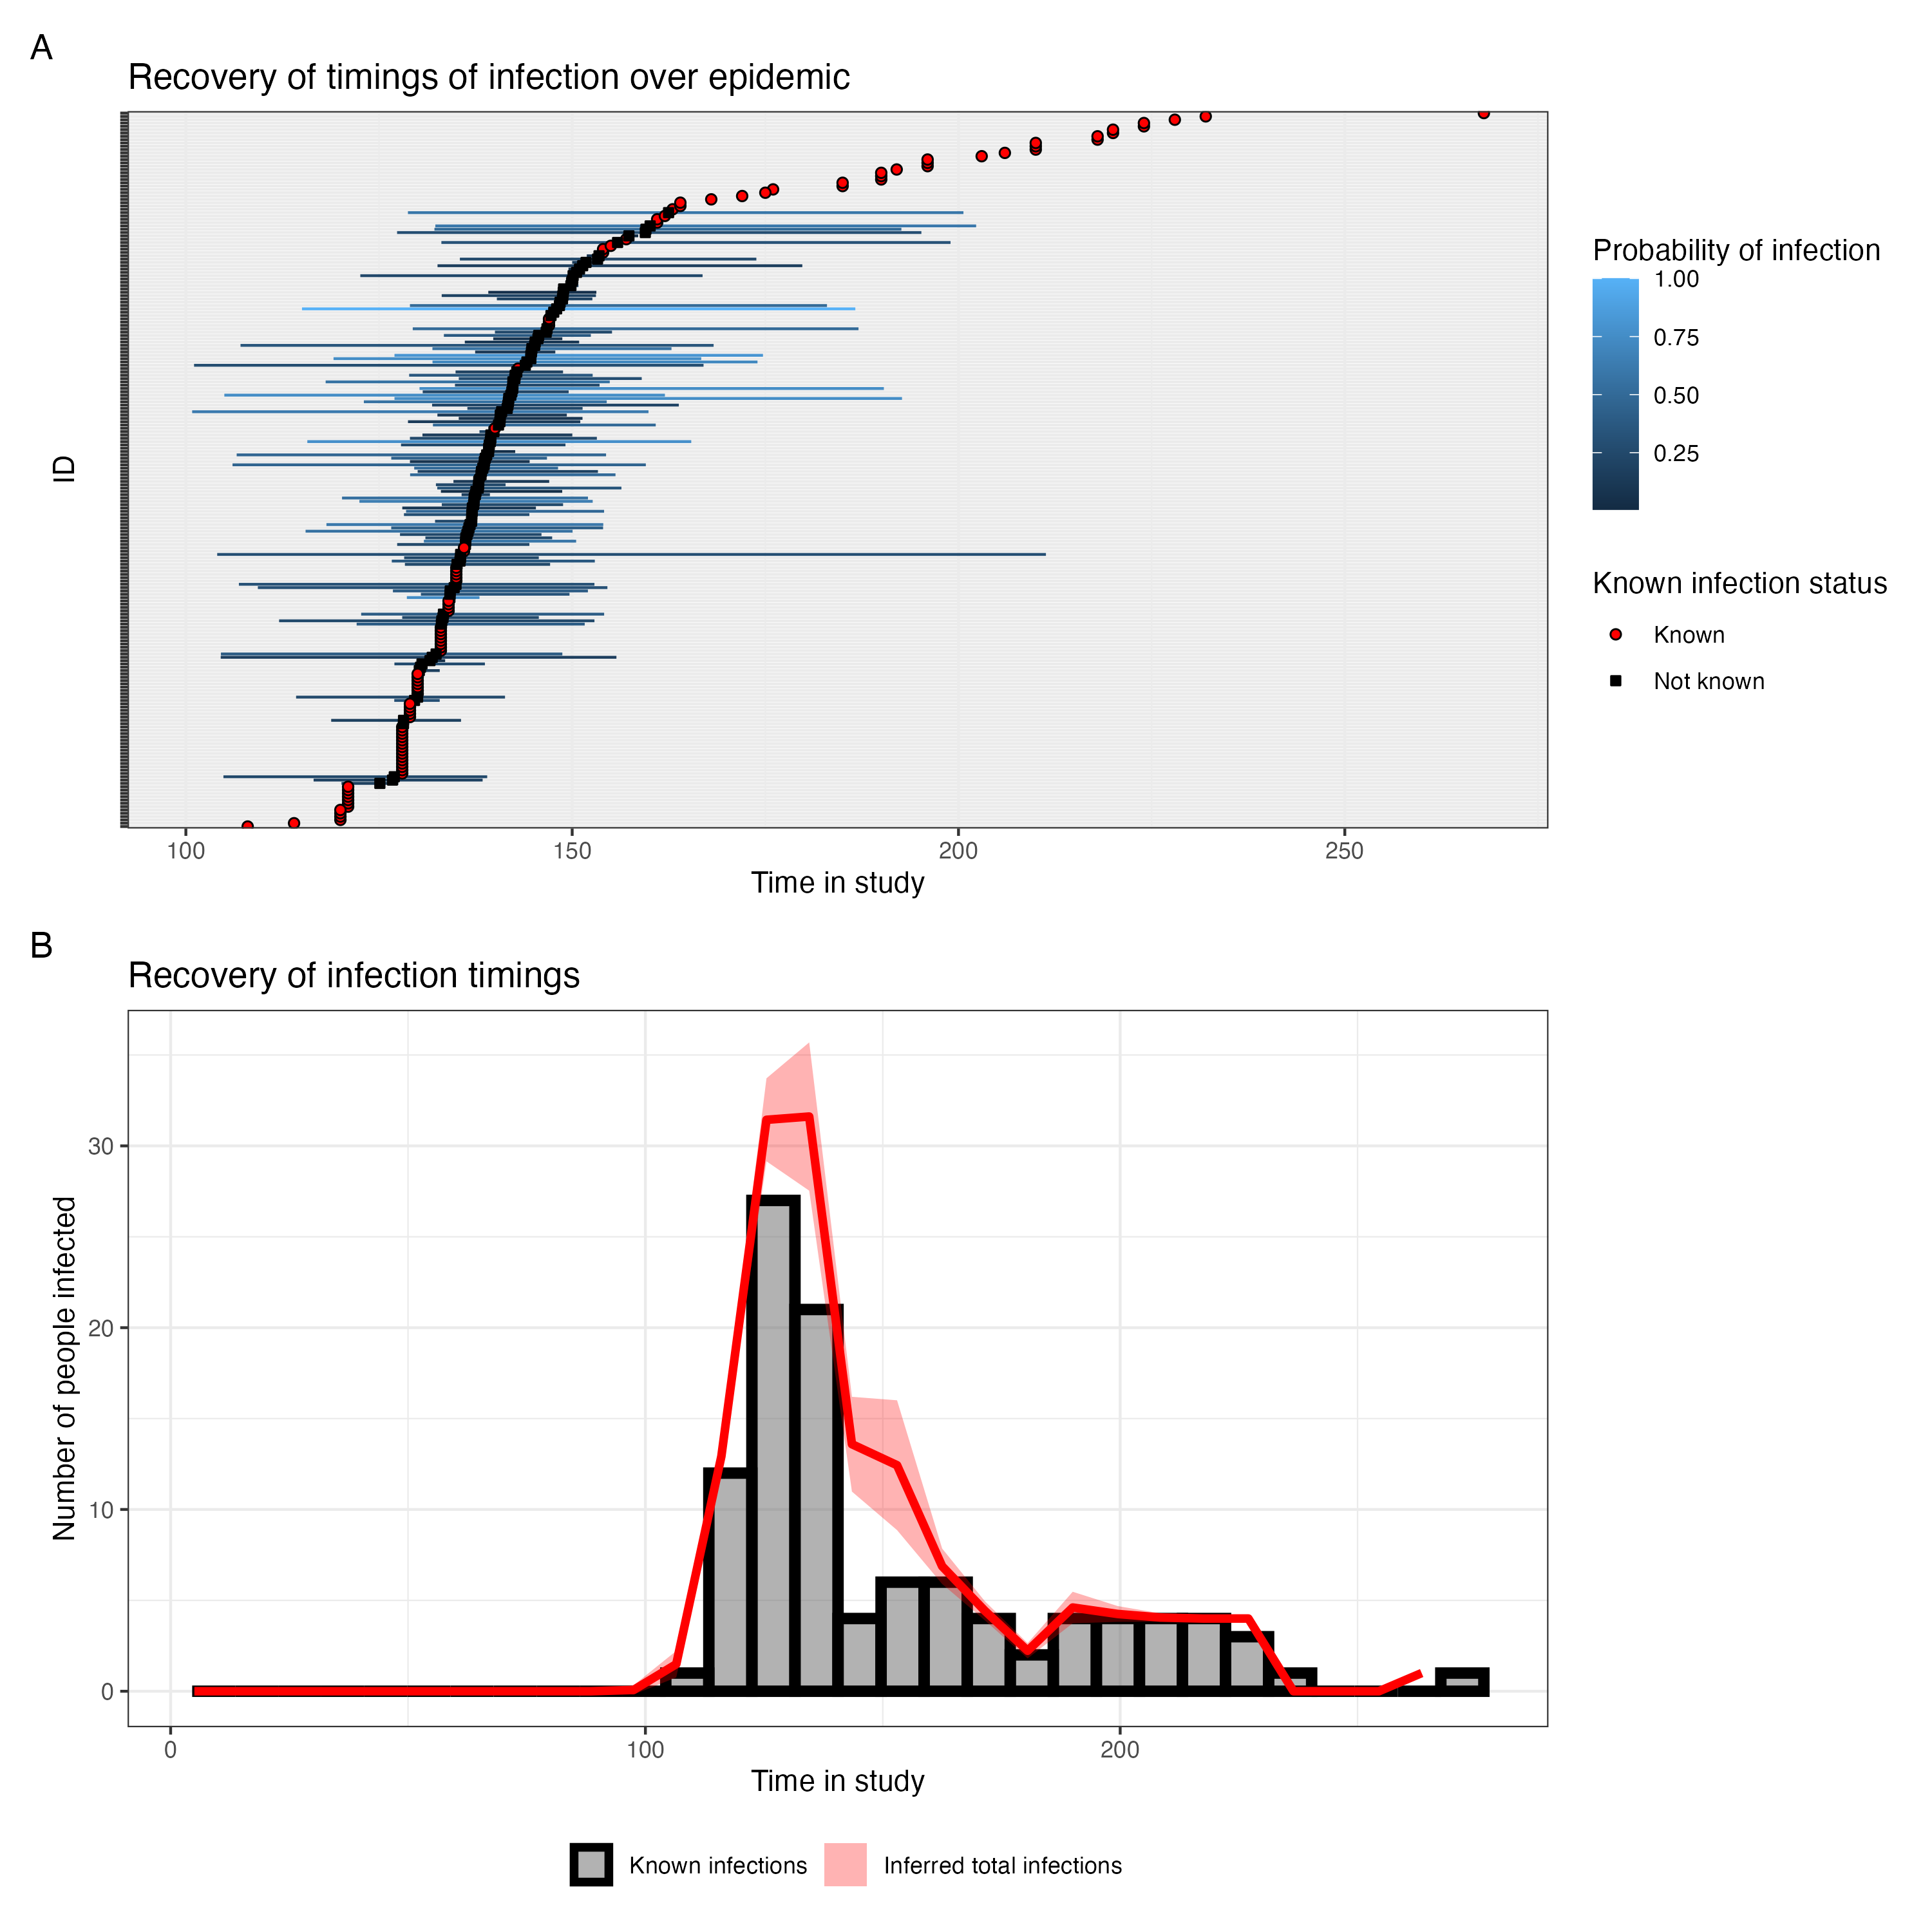 A
Recovery of timings of infection over epidemic
ID
100 150 200 250
Time in study
Probability of infection
1.00
0.75
0.50
0.25
Known infection status
Known
Not known
B
Recovery of infection timings
Number of people infected
30
20
10
0
0 100 200
Time in study
Known infections Inferred total infections